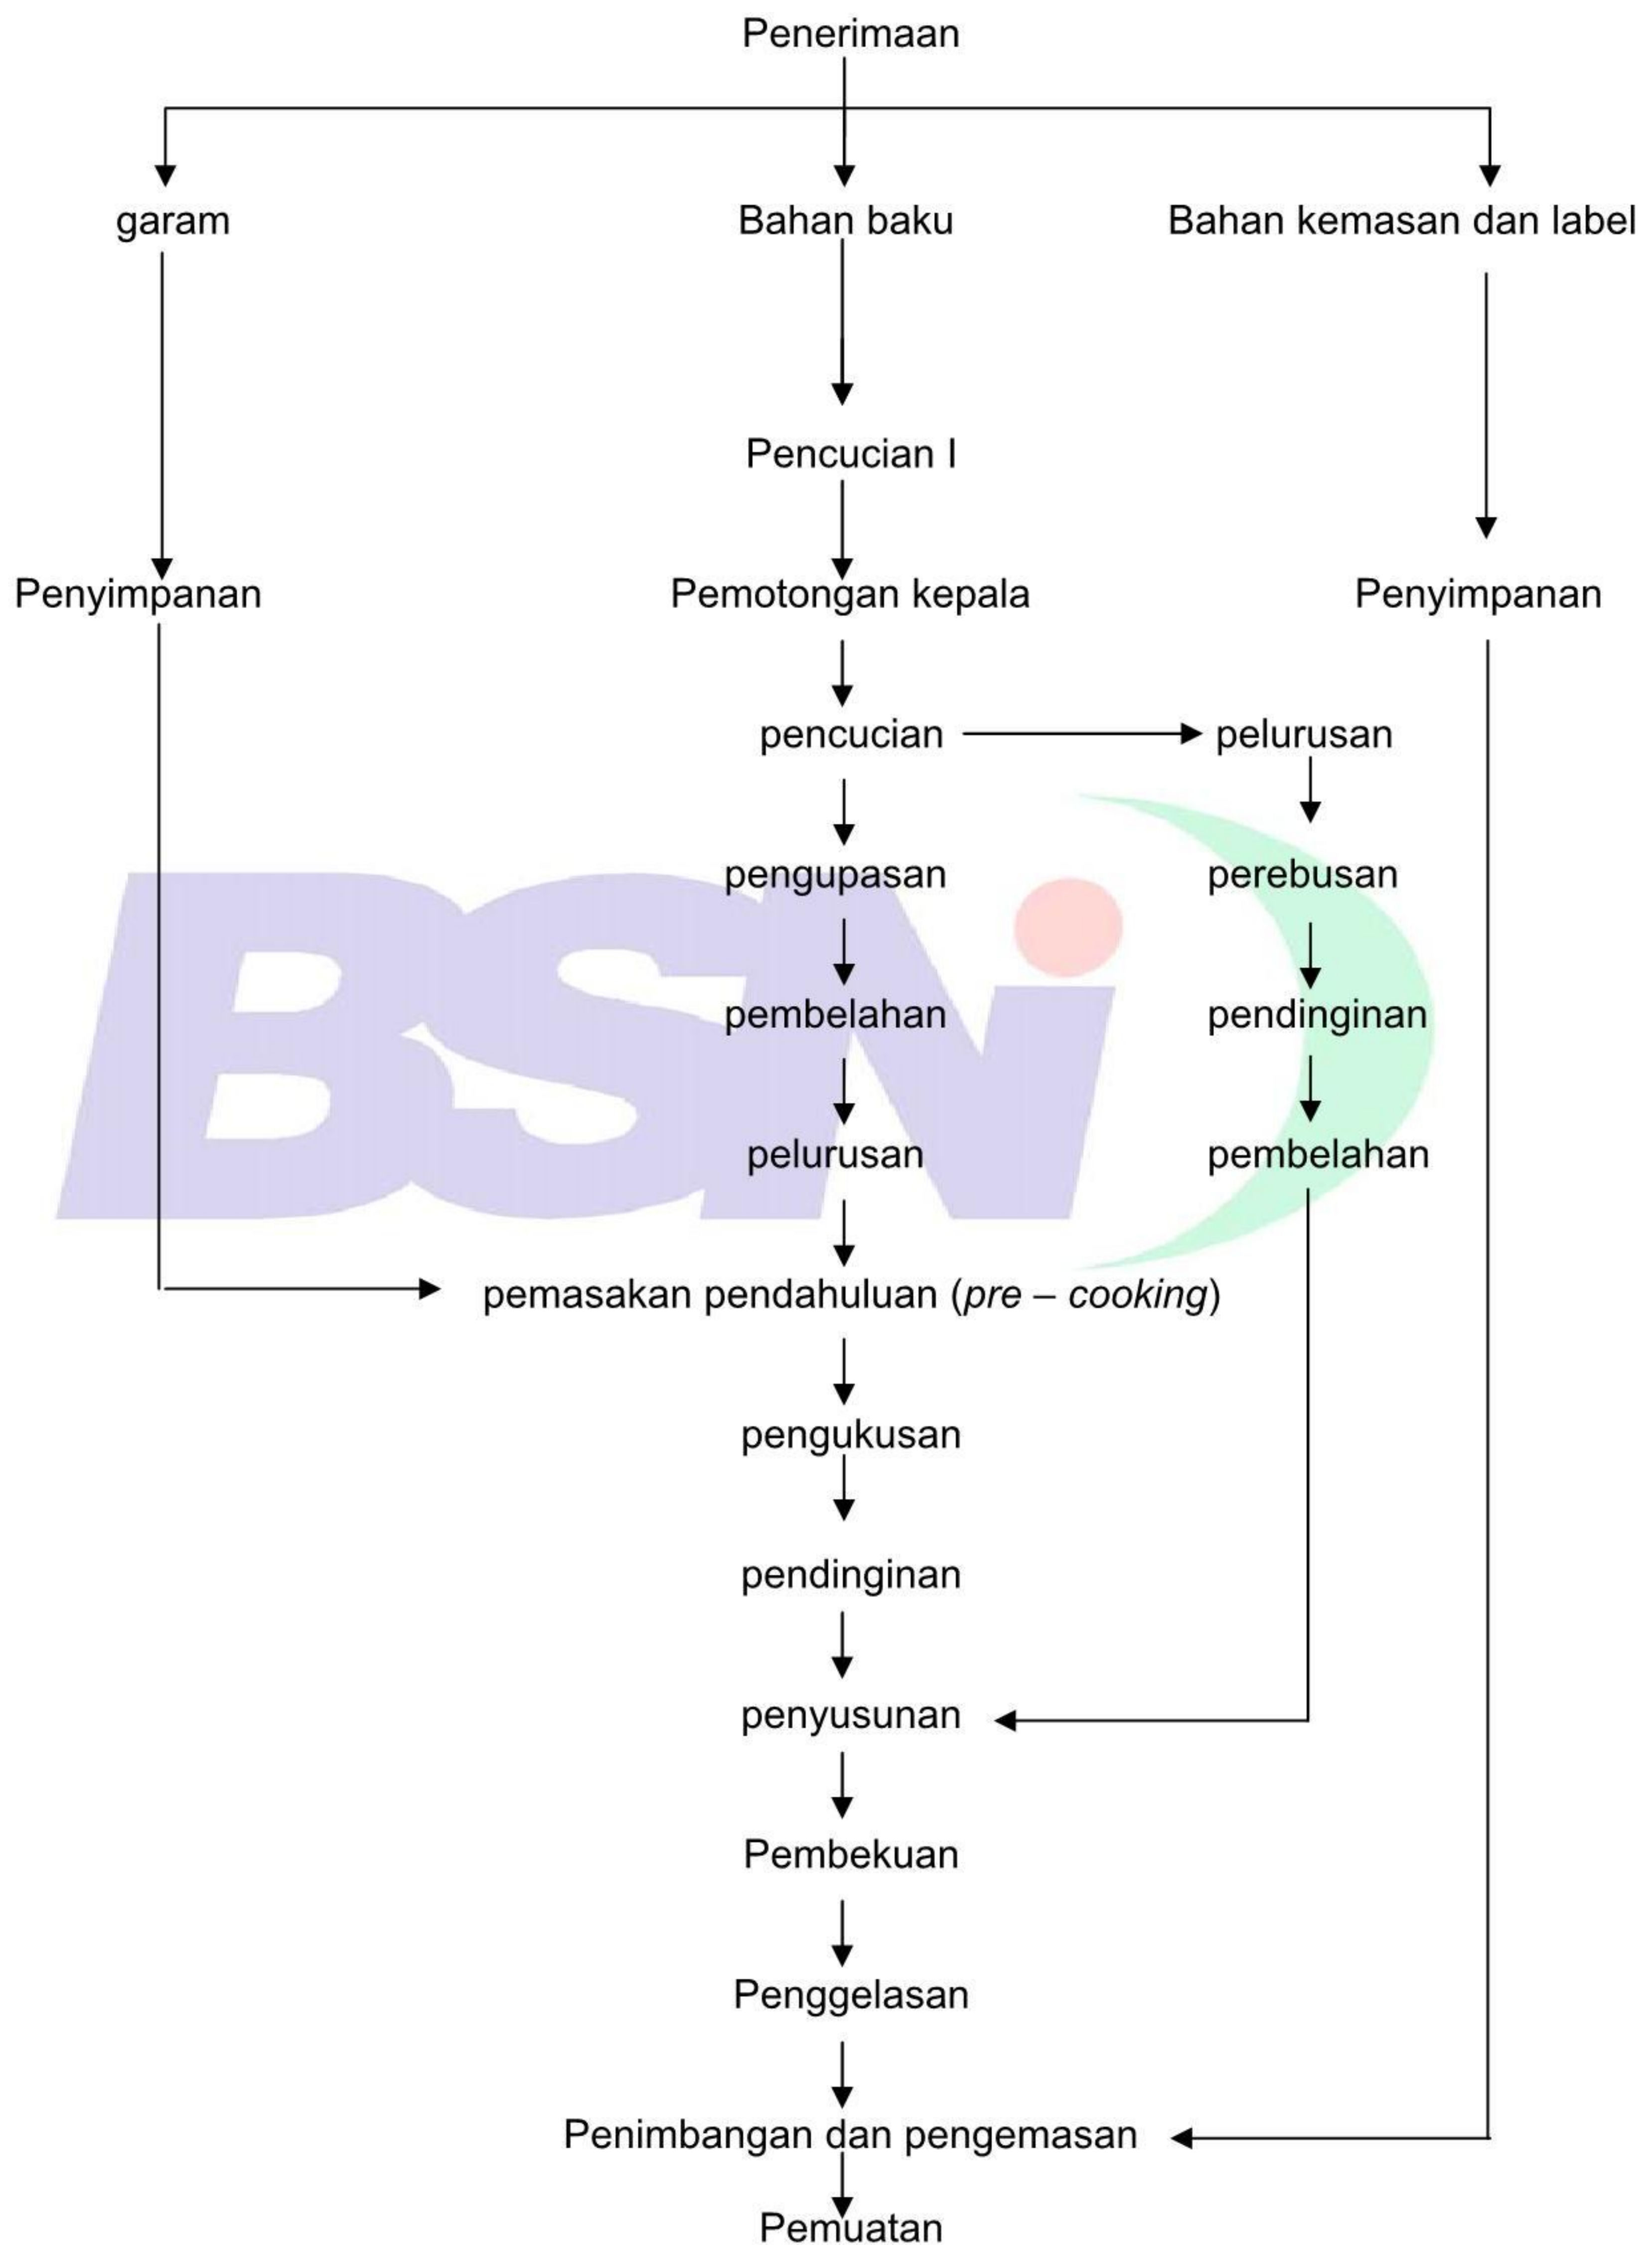 Penerimaan
garam
Bahan baku
Bahan kemasan dan label
Pencucian I
Penyimpanan
Pemotongan kepala
Penyimpanan
pencucian
pelurusan
pengupasan
perebusan
BSNi
pembelahan
pendinginan
pelurusan
pembelahan
pemasakan pendahuluan (pre – cooking)
pengukusan
pendinginan
penyusunan
Pembekuan
Penggelasan
Penimbangan dan pengemasan
Pemuatan